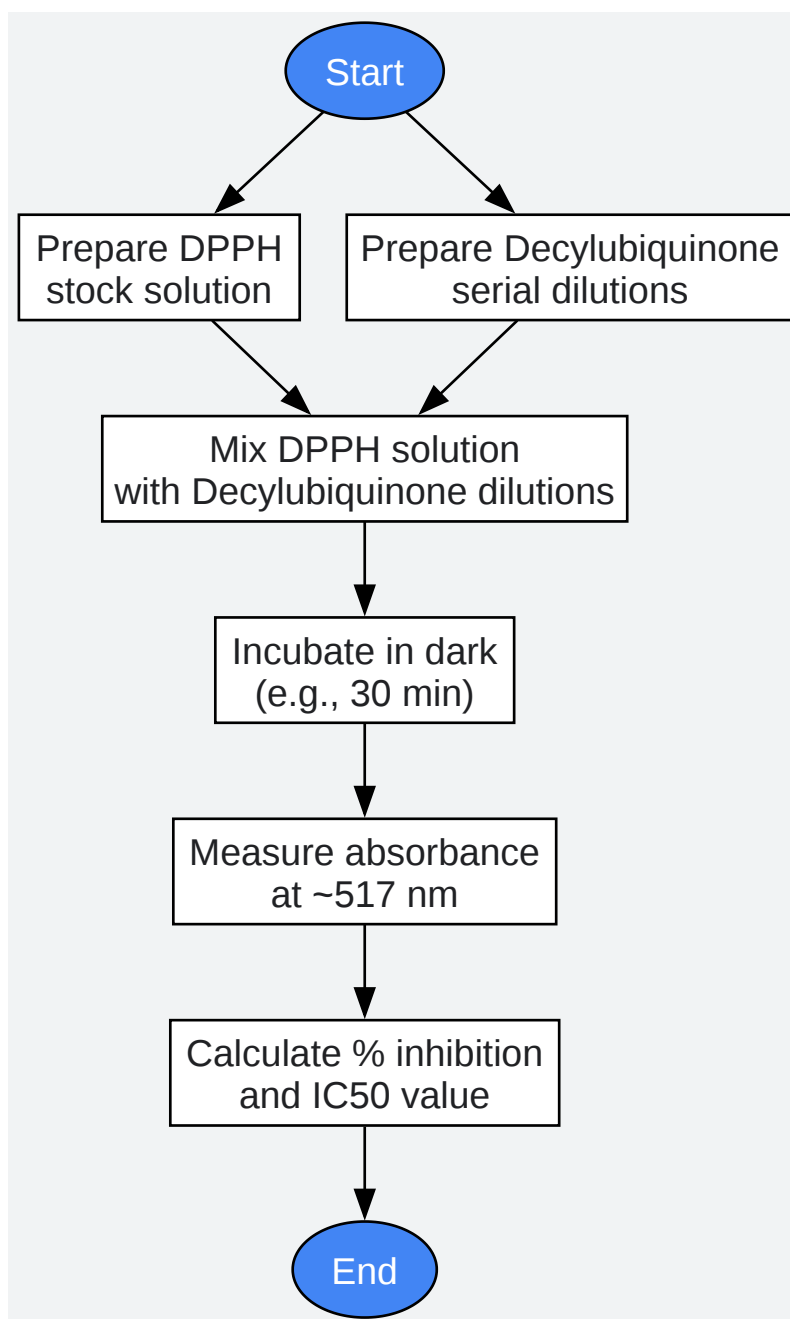 Start
Prepare DPPH
stock solution
Prepare Decylubiquinone
serial dilutions
Mix DPPH solution
with Decylubiquinone dilutions
Incubate in dark
(e.g., 30 min)
Measure absorbance
at ~517 nm
Calculate % inhibition
and IC50 value
End